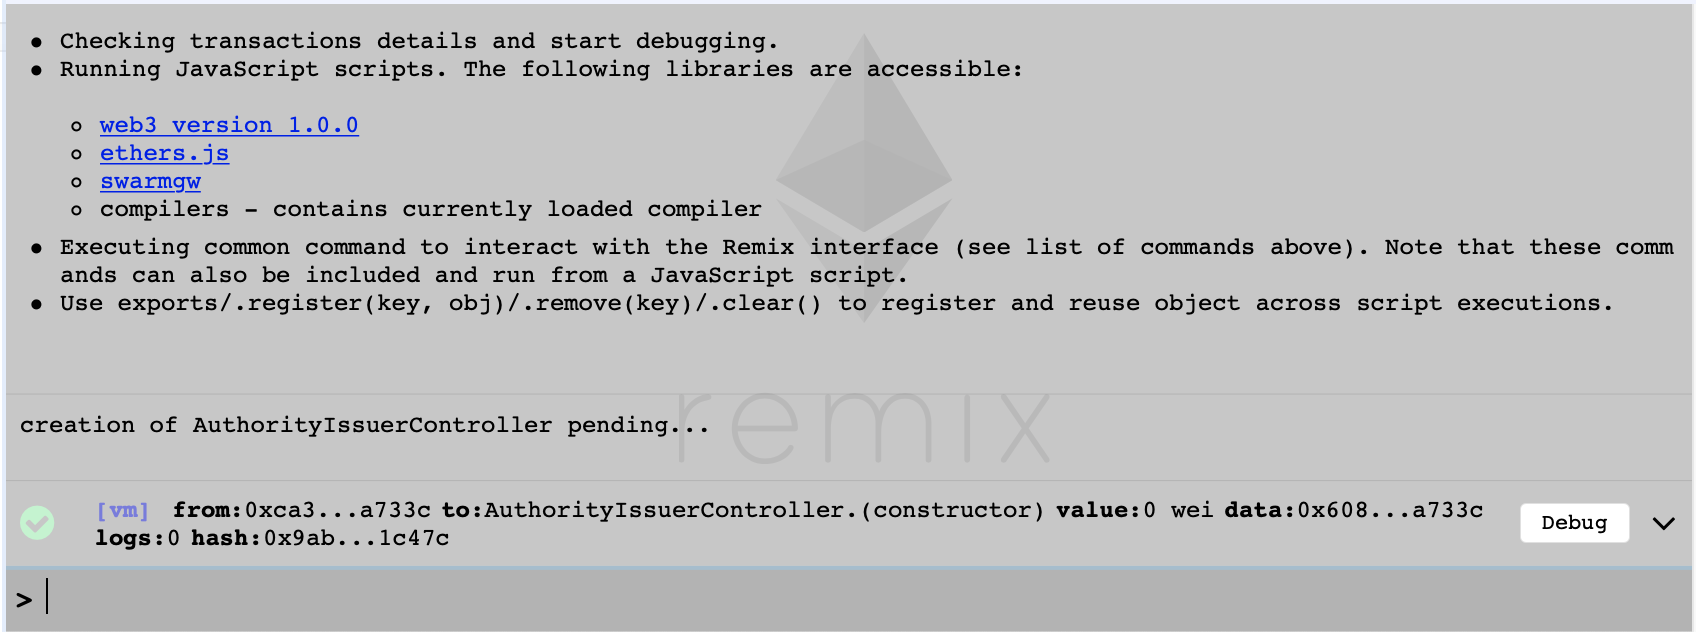 Checking transactions details and start debugging.
Running JavaScript scripts. The following libraries are accessible:
web3 version 1.0.0
ethers.js
swarmgw
compilers - contains currently loaded compiler
Executing common command to interact with the Remix interface (see list of commands above). Note that these comm
ands can also be included and run from a JavaScript script.
Use exports/.register(key, obj)/.remove(key)/.clear() to register and reuse object across script executions.
remix
creation of AuthorityIssuerController pending...
[vm] from:0xca3...a733c to:AuthorityIssuerController.(constructor) value:0 wei data:0x608...a733c
logs:0 hash:0x9ab...1c47c
Debug
>